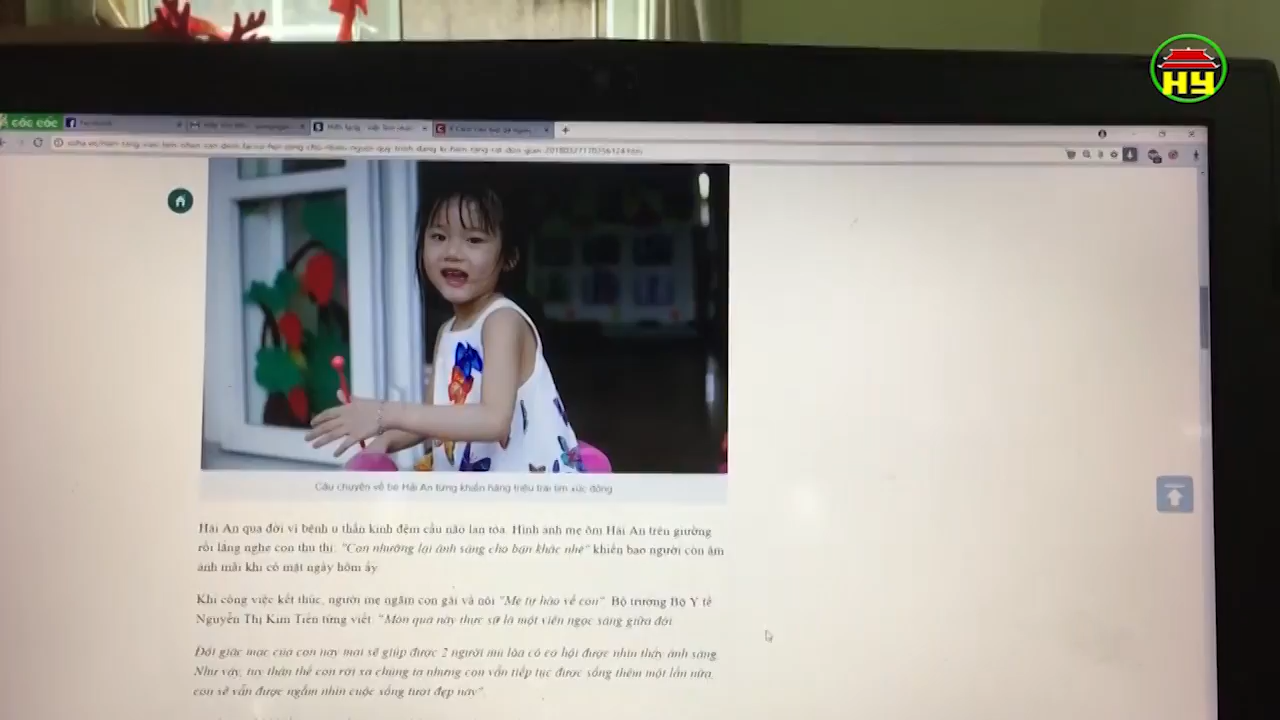 HY
CỐC CỐC
Facebook
Câu chuyện về bé Hải An từng khiến hàng triệu trái tim xúc động
Hải An qua đời vì bệnh u thần kinh đệm cầu não lan tỏa. Hình ảnh mẹ ôm Hải An trên giường
rồi lắng nghe con thủ thỉ: "Con nhường lại ánh sáng cho bạn khác nhé" khiến bao người còn ám
ảnh mãi khi có mặt ngày hôm ấy.
Khi công việc kết thúc, người mẹ ngắm con gái và nói "Mẹ tự hào về con". Bộ trưởng Bộ Y tế
Nguyễn Thị Kim Tiến từng viết: "Món quà này thực sự là một viên ngọc sáng giữa đời.
Đôi giác mạc của con nay mai sẽ giúp được 2 người mù lòa có cơ hội được nhìn thấy ánh sáng.
Như vậy, tuy thân thể con rời xa chúng ta nhưng con vẫn tiếp tục được sống thêm một lần nữa,
con sẽ vẫn được ngắm nhìn cuộc sống tươi đẹp này".